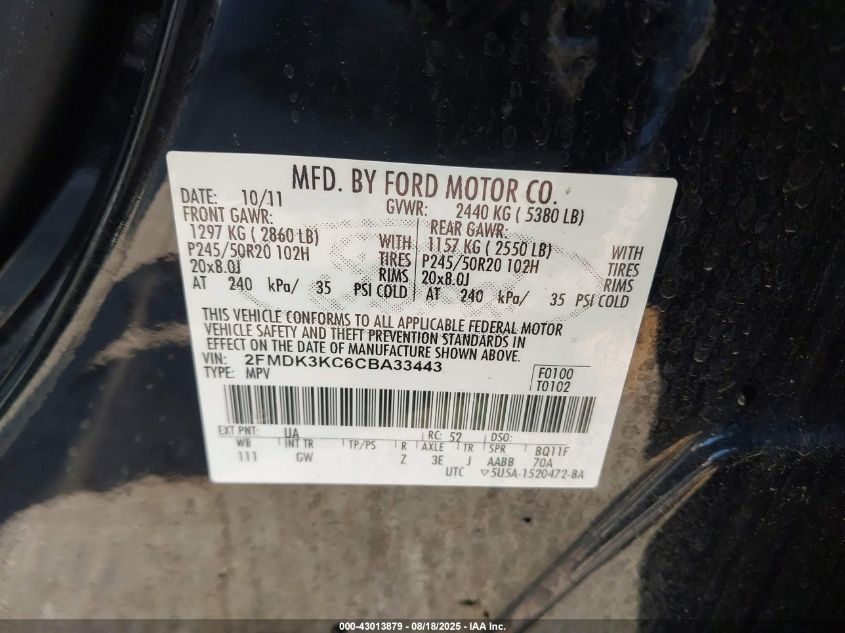 MFD. BY FORD MOTOR CO.
DATE: 10/11 GVWR: 2440 KG ( 5380 LB)
FRONT GAWR: REAR GAWR:
1297 KG ( 2860 LB) WITH 1157 KG ( 2550 LB) WITH
P245/50R20 102H TIRES P245/50R20 102H TIRES
20x8.0J RIMS 20x8.0J RIMS
AT 240 kPa/ 35 PSI COLD AT 240 kPa/ 35 PSI COLD
THIS VEHICLE CONFORMS TO ALL APPLICABLE FEDERAL MOTOR
VEHICLE SAFETY AND THEFT PREVENTION STANDARDS IN
EFFECT ON THE DATE OF MANUFACTURE SHOWN ABOVE.
VIN: 2FMDK3KC6CBA33443 F0100
TYPE: MPV T0102
EXT PNT: UA RC: 52 DSO:
WB INT TR TP/PS R AXLE TR SPR BQ11F
111 GW Z 3E J AABB 70A
UTC ▽5U5A-1520472-BA
000-43013879 - 08/18/2025 - IAAI.COM